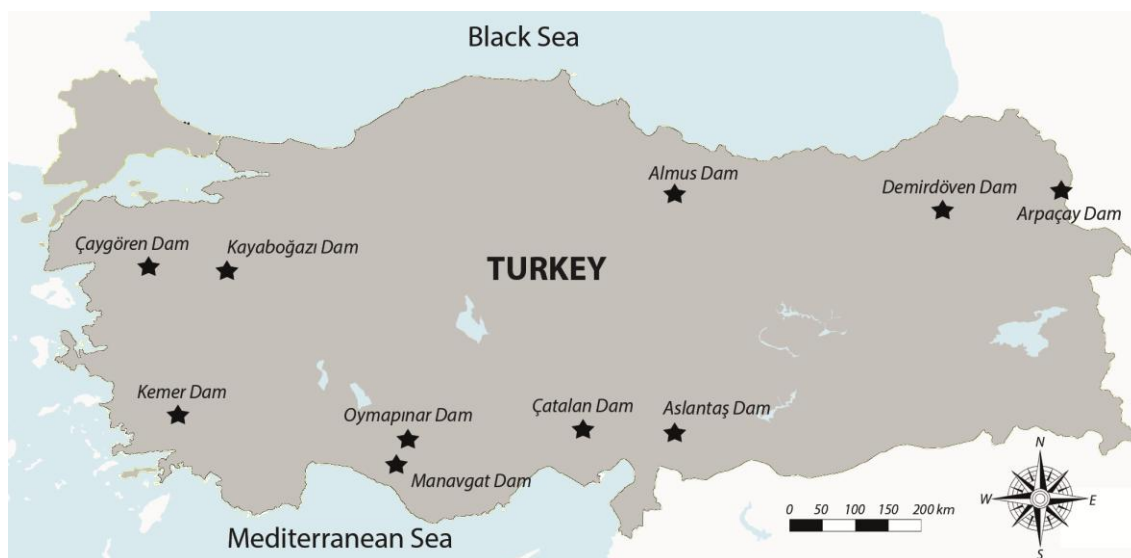 Black Sea
Almus Dam
Demirdöven Dam
Arpaçay Dam
Çaygören Dam
Kayaboğazı Dam
TURKEY
Kemer Dam
Oymapınar Dam
Çatalan Dam
Aslantaş Dam
Manavgat Dam
Mediterranean Sea
0 50 100 150 200 km
N
W E
S